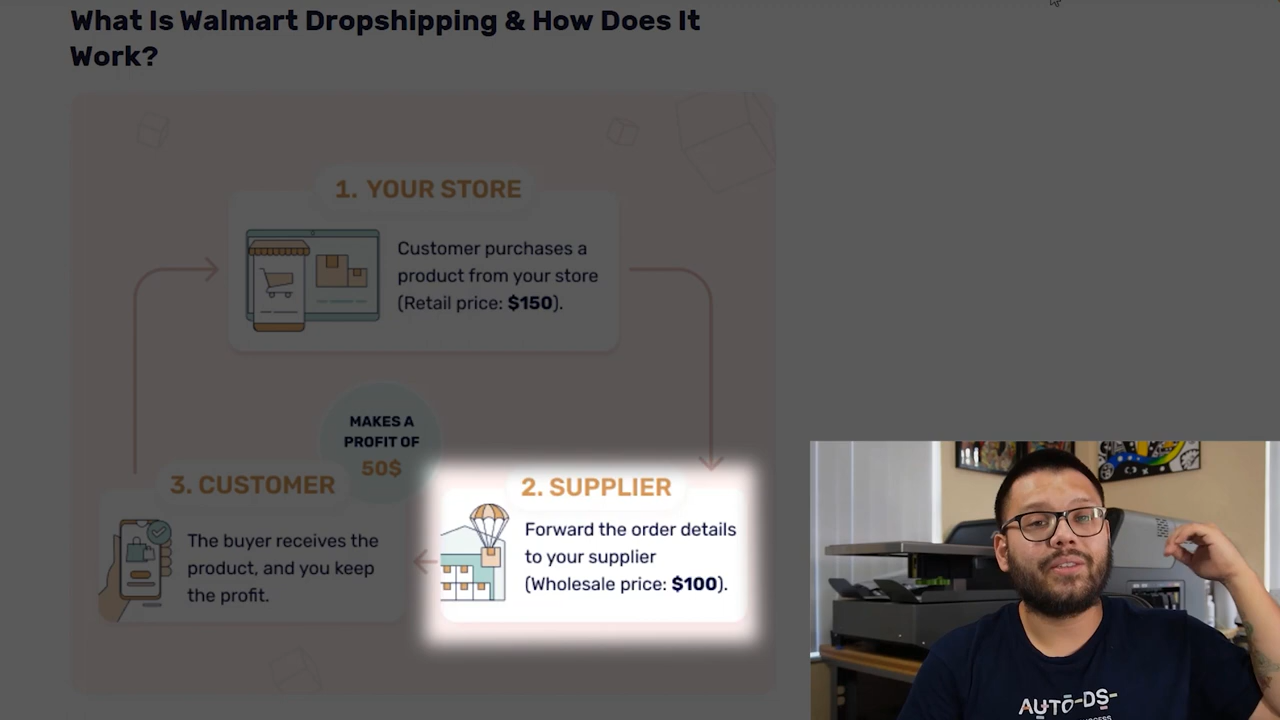 What Is Walmart Dropshipping & How Does It
Work?
1. YOUR STORE
Customer purchases a
product from your store
(Retail price: $150).
MAKES A
PROFIT OF
50$
2. SUPPLIER
Forward the order details
to your supplier
(Wholesale price: $100).
3. CUSTOMER
The buyer receives the
product, and you keep
the profit.
AUTO-DS-